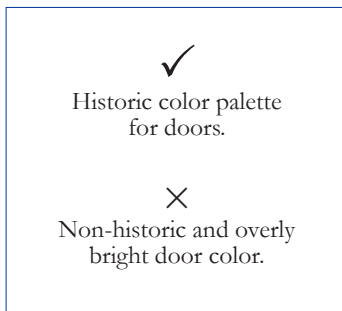 ✓
Historic color palette
for doors.
×
Non-historic and overly
bright door color.